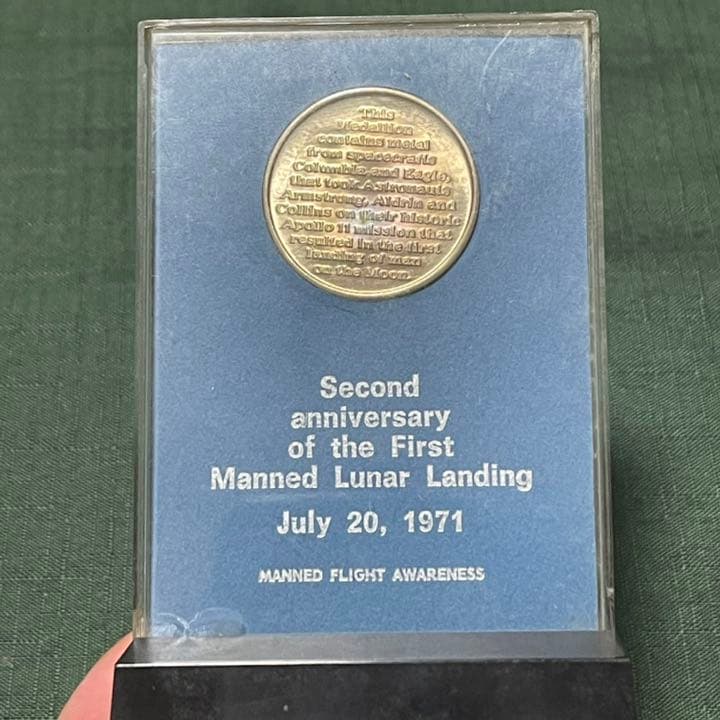 This
Medallion
contains metal
from spacecrafts
Columbia and Eagle,
that took Astronauts
Armstrong, Aldrin and
Collins on their historic
Apollo 11 mission that
resulted in the first
landing of man
on the Moon
Second
anniversary
of the First
Manned Lunar Landing
July 20, 1971
MANNED FLIGHT AWARENESS